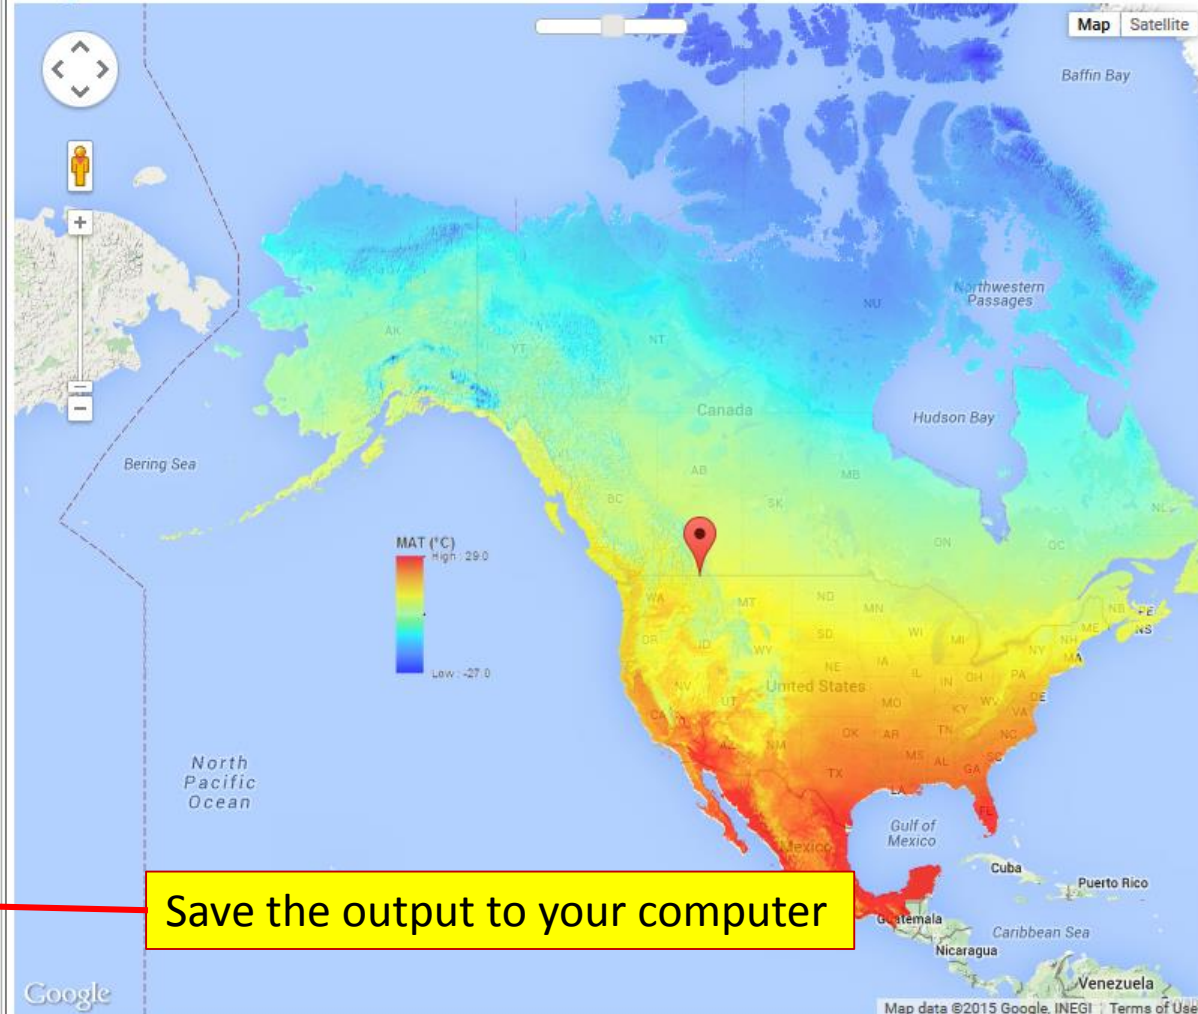 Map Satellite
Baffin Bay
Northwestern
Passages
NU
AK
YT
NT
Canada
Hudson Bay
Bering Sea
AB
MB
BC
SK
NL
ON
QC
MAT (°C)
High : 29.0
Low : -27.0
WA
MT
ND
MN
NB
PE
NS
OR
ID
SD
WI
MI
ME
NH
NY
MA
WY
NE
IA
IL
IN
OH
PA
NV
UT
United States
MO
KY
WV
VA
DE
CA
AZ
NM
OK
AR
TN
NC
MS
AL
GA
SC
TX
LA
FL
North
Pacific
Ocean
Gulf of
Mexico
Mexico
Cuba
Puerto Rico
Save the output to your computer
Guatemala
Caribbean Sea
Nicaragua
Venezuela
Google
Map data ©2015 Google, INEGI Terms of Use